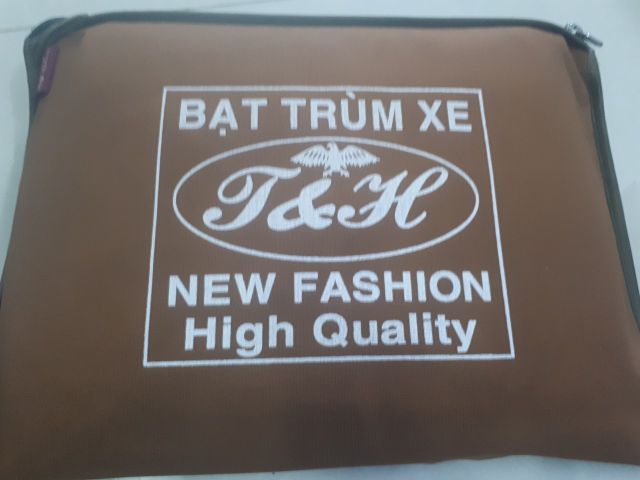 BẠT TRÙM XE
T&H
NEW FASHION
High Quality